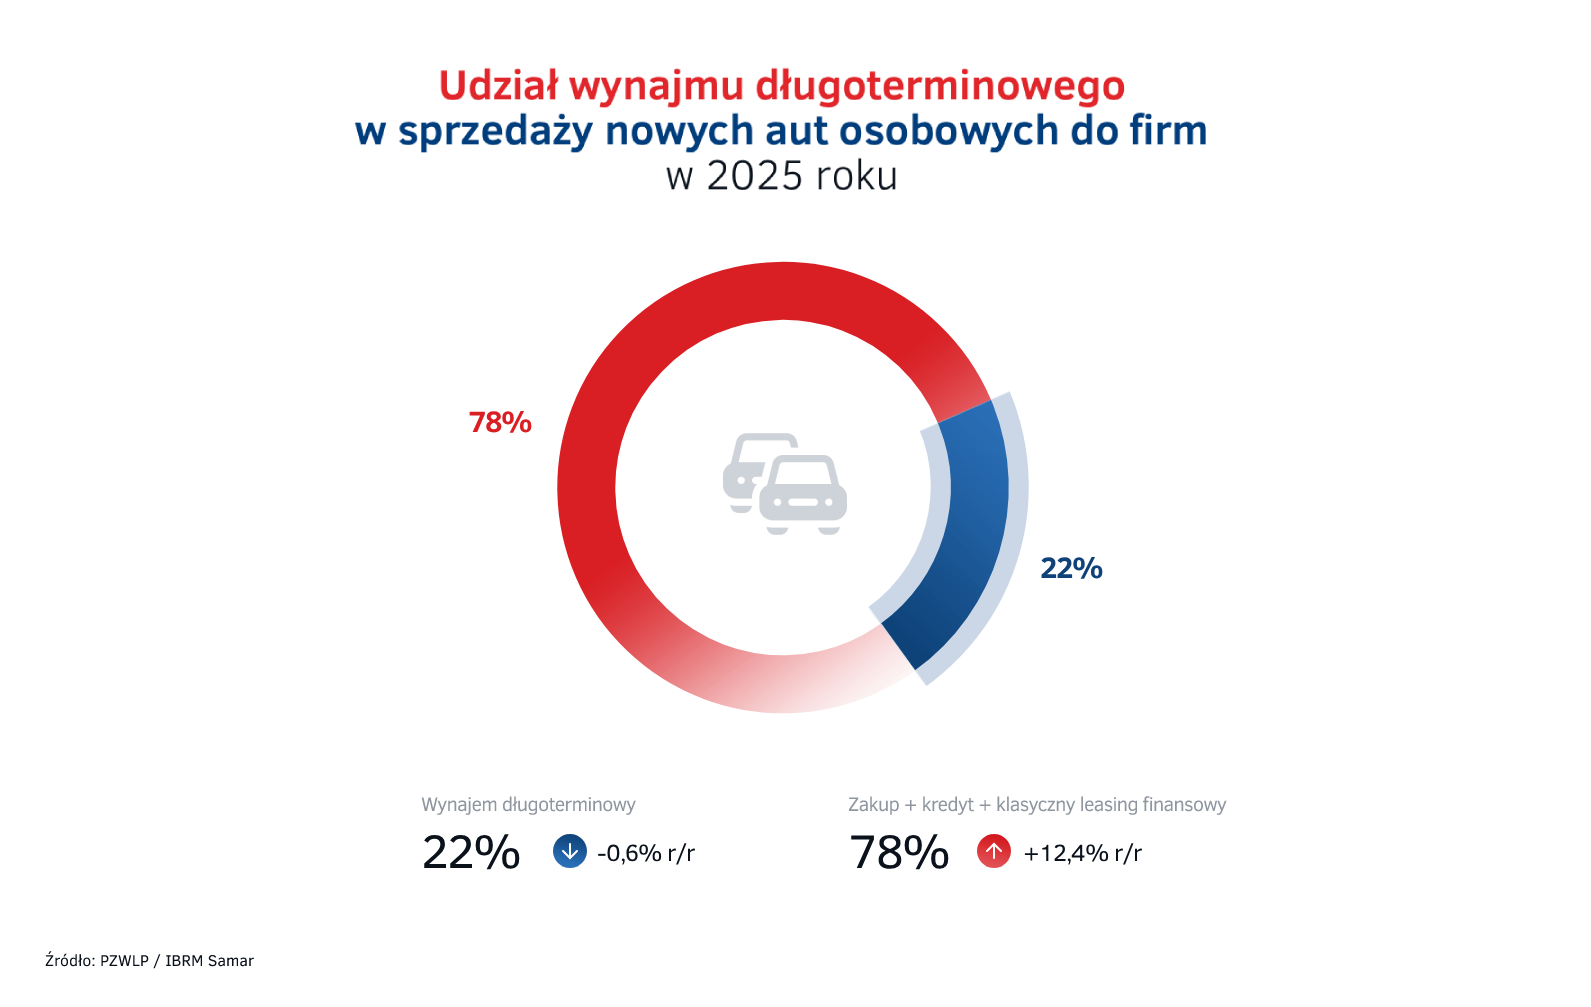 Udział wynajmu długoterminowego
w sprzedaży nowych aut osobowych do firm
w 2025 roku
78%
22%
Wynajem długoterminowy
22%
-0,6% r/r
Zakup + kredyt + klasyczny leasing finansowy
78%
+12,4% r/r
Źródło: PZWLP / IBRM Samar